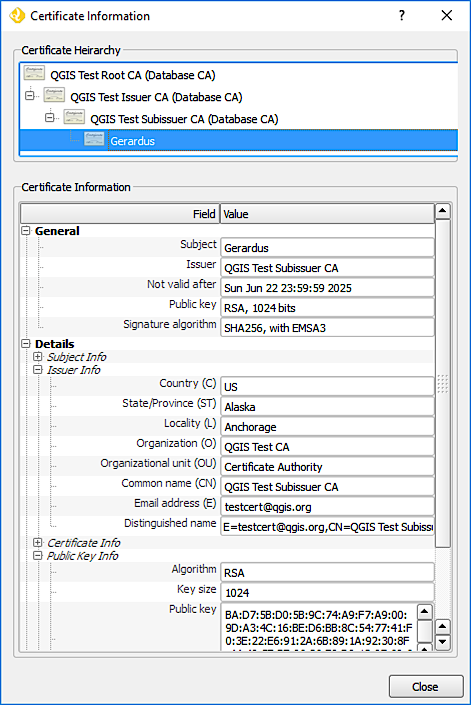 Certificate Information
Certificate Heirarchy
QGIS Test Root CA (Database CA)
QGIS Test Issuer CA (Database CA)
QGIS Test Subissuer CA (Database CA)
Gerardus
Certificate Information
Field Value
General
Subject Gerardus
Issuer QGIS Test Subissuer CA
Not valid after Sun Jun 22 23:59:59 2025
Public key RSA, 1024 bits
Signature algorithm SHA256, with EMSA3
Details
Subject Info
Issuer Info
Country (C) US
State/Province (ST) Alaska
Locality (L) Anchorage
Organization (O) QGIS Test CA
Organizational unit (OU) Certificate Authority
Common name (CN) QGIS Test Subissuer CA
Email address (E) testcert@qgis.org
Distinguished name E=testcert@qgis.org,CN=QGIS Test Subissu
Certificate Info
Public Key Info
Algorithm RSA
Key size 1024
Public key BA:D7:5B:D0:5B:9C:74:A9:F7:A9:00:
9D:A3:4C:16:BE:D6:BB:8C:54:77:41:F
0:3E:22:E6:91:2A:6B:89:1A:92:30:8F
Close